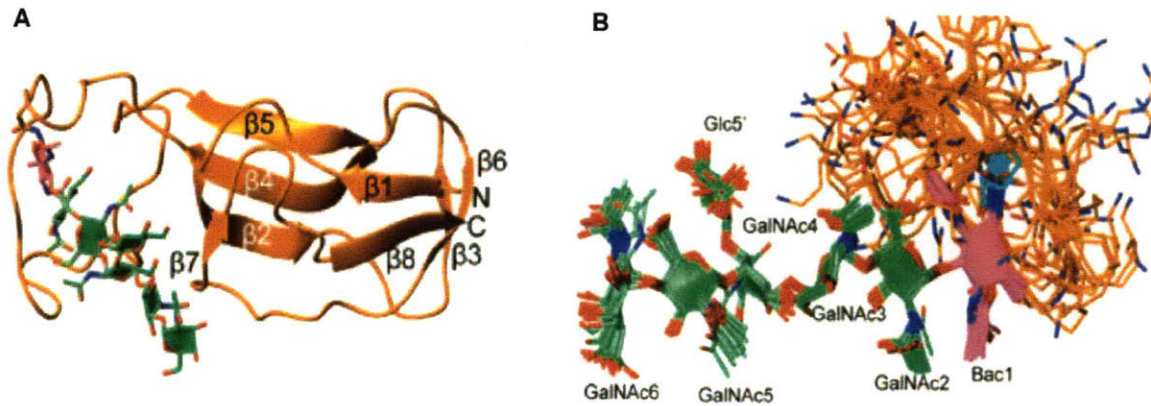 A
B
β5
β6
β4
β1
N
C
β2
β7
β8
β3
Glc5'
GalNAc4
GalNAc3
GalNAc6
GalNAc5
GalNAc2
Bac1